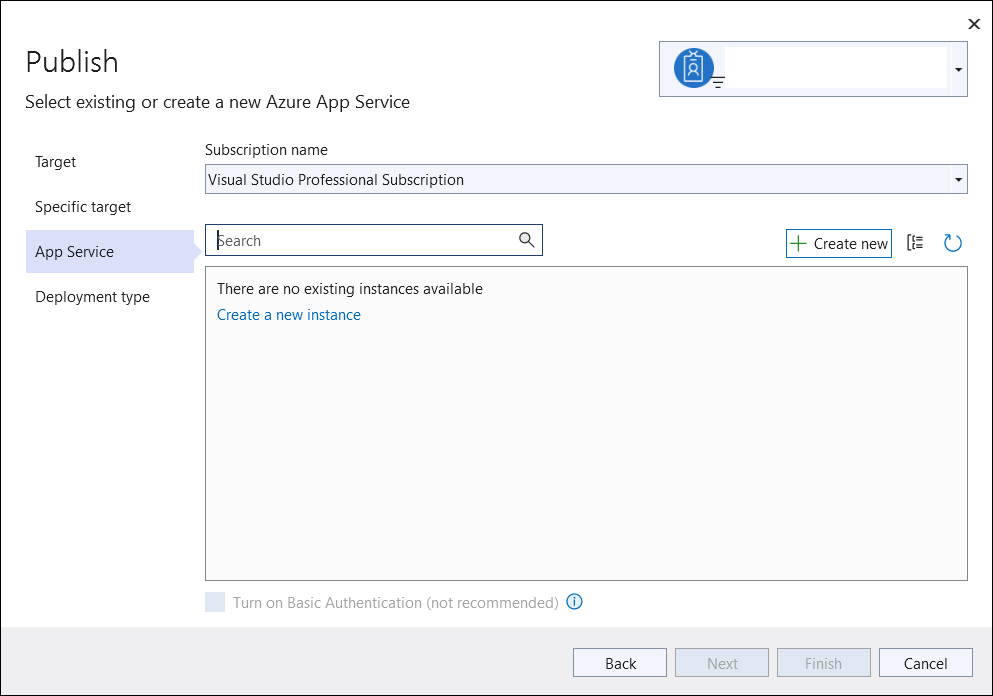 Publish
Select existing or create a new Azure App Service
Target
Specific target
App Service
Deployment type
Subscription name
Visual Studio Professional Subscription
Search
Create new
There are no existing instances available
Create a new instance
Turn on Basic Authentication (not recommended)
Back
Next
Finish
Cancel